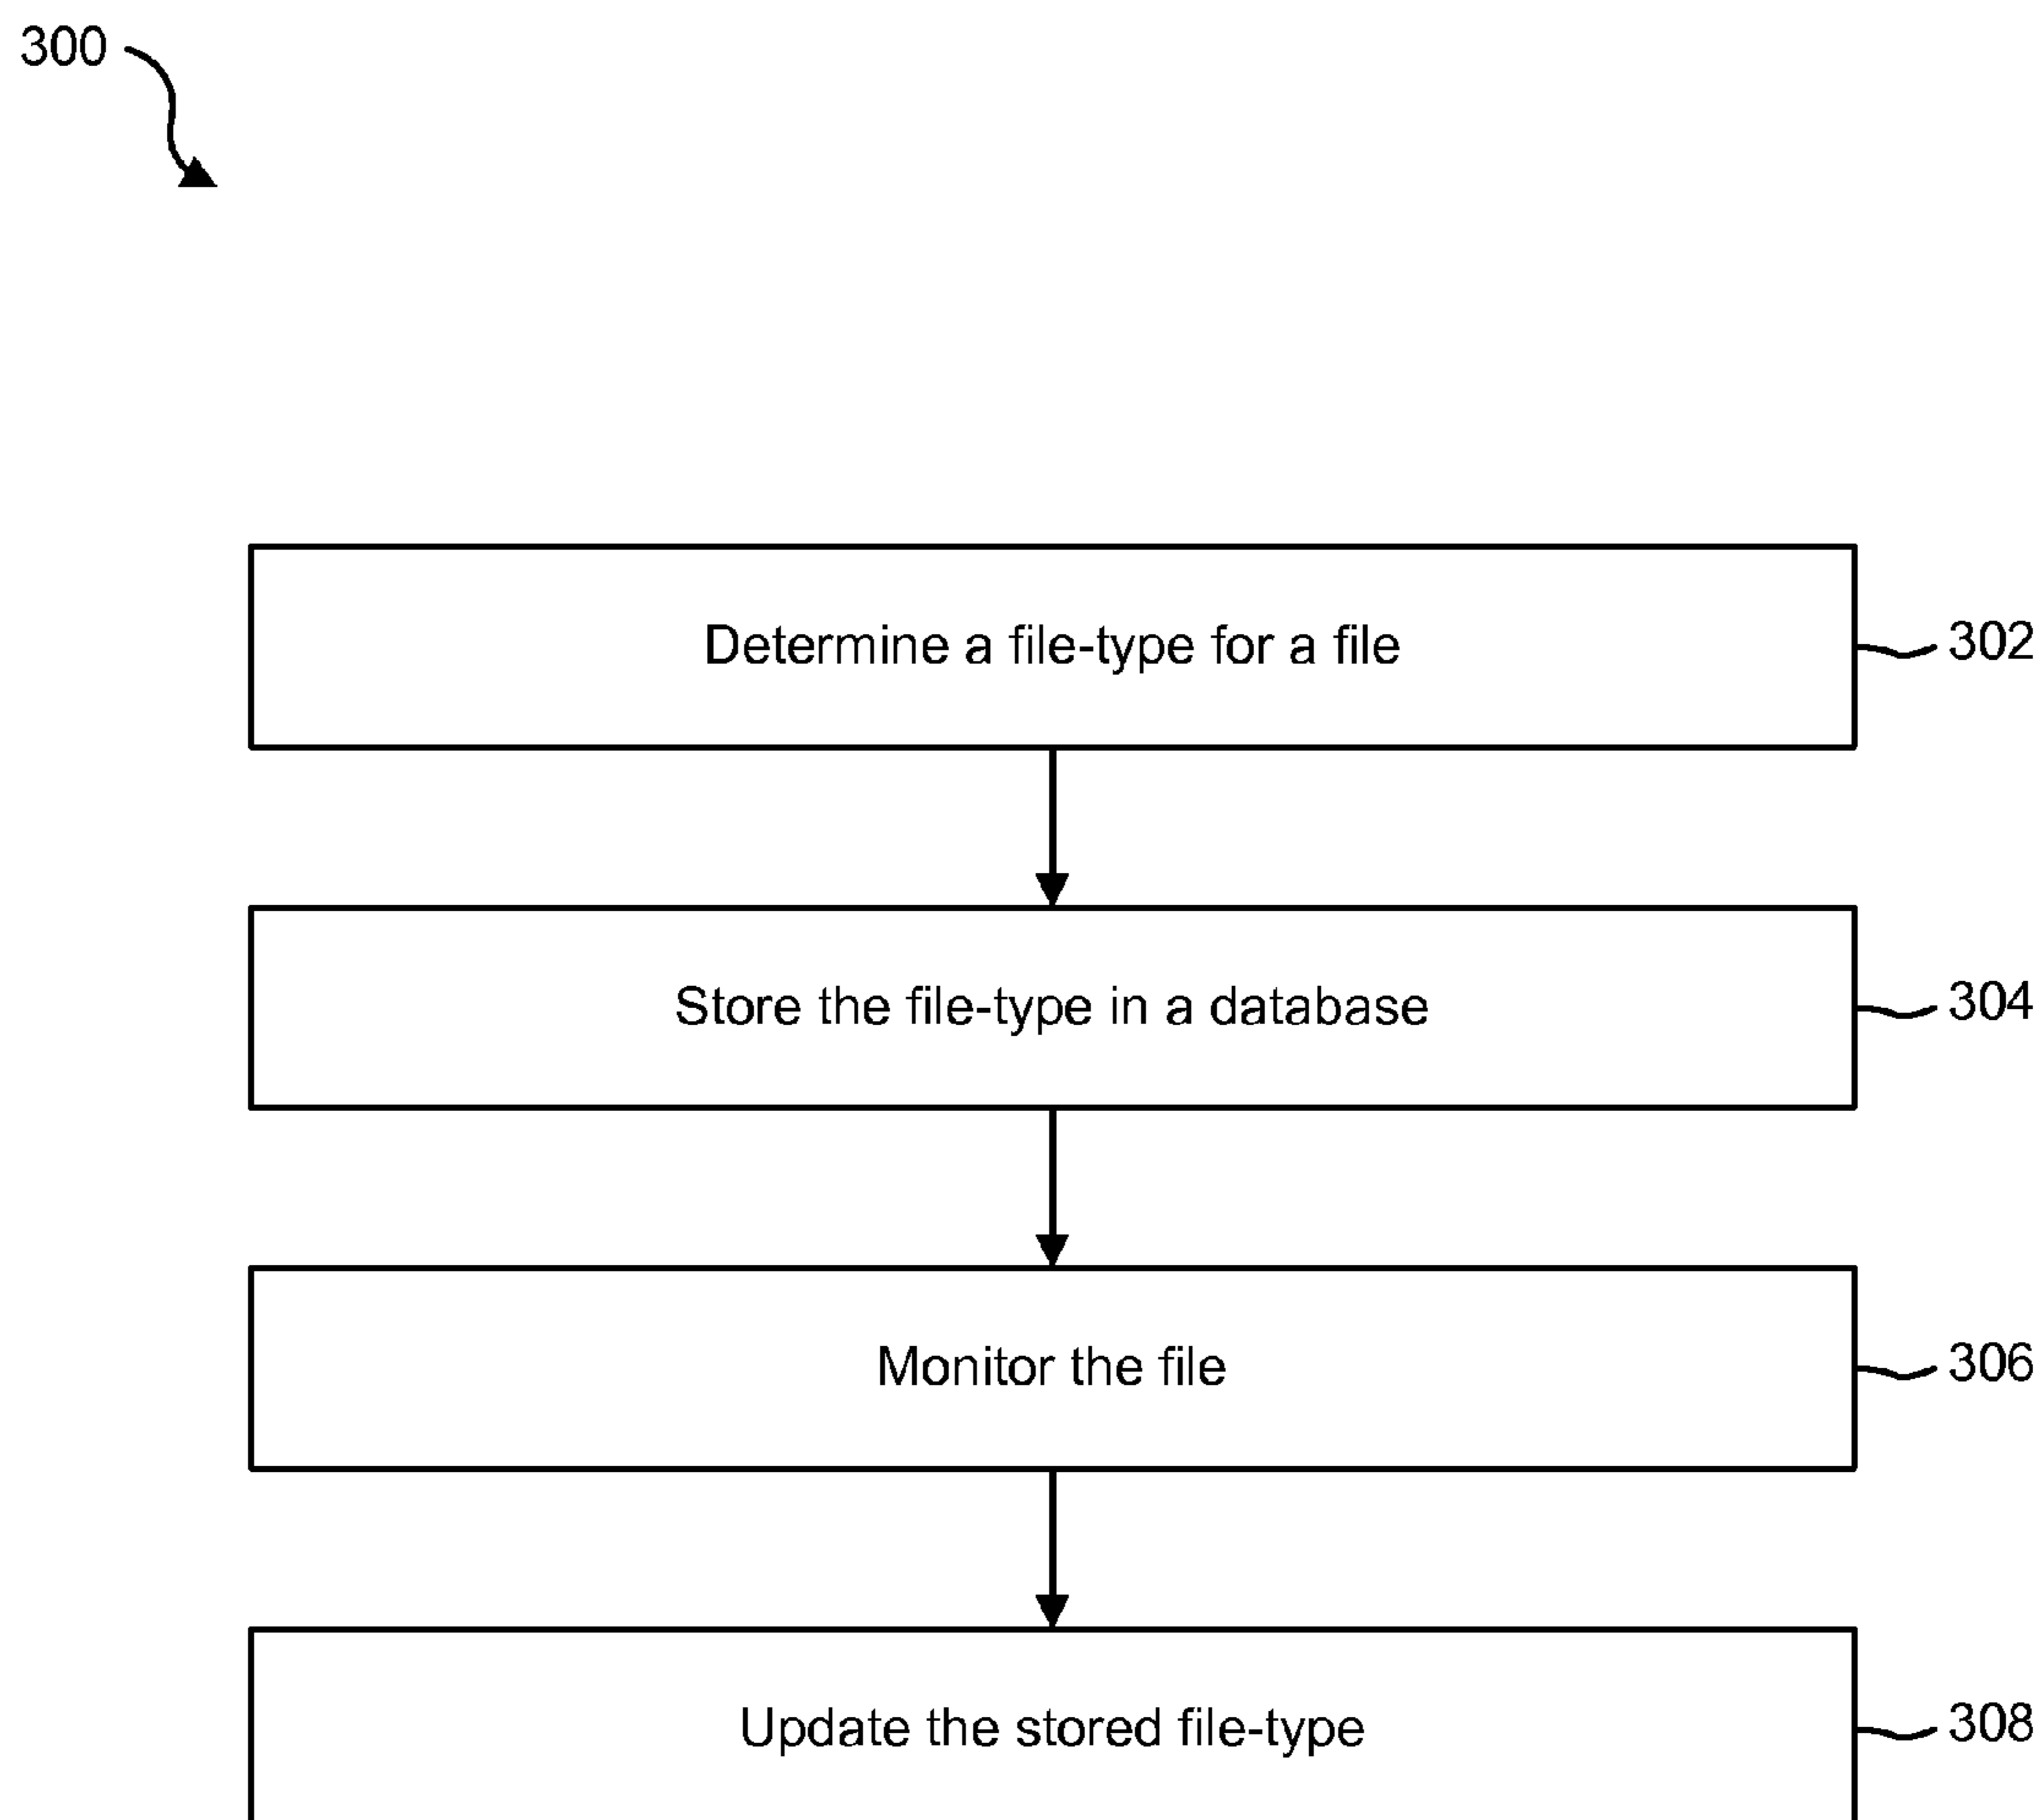 300
Determine a file-type for a file
302
Store the file-type in a database
304
Monitor the file
306
Update the stored file-type
308